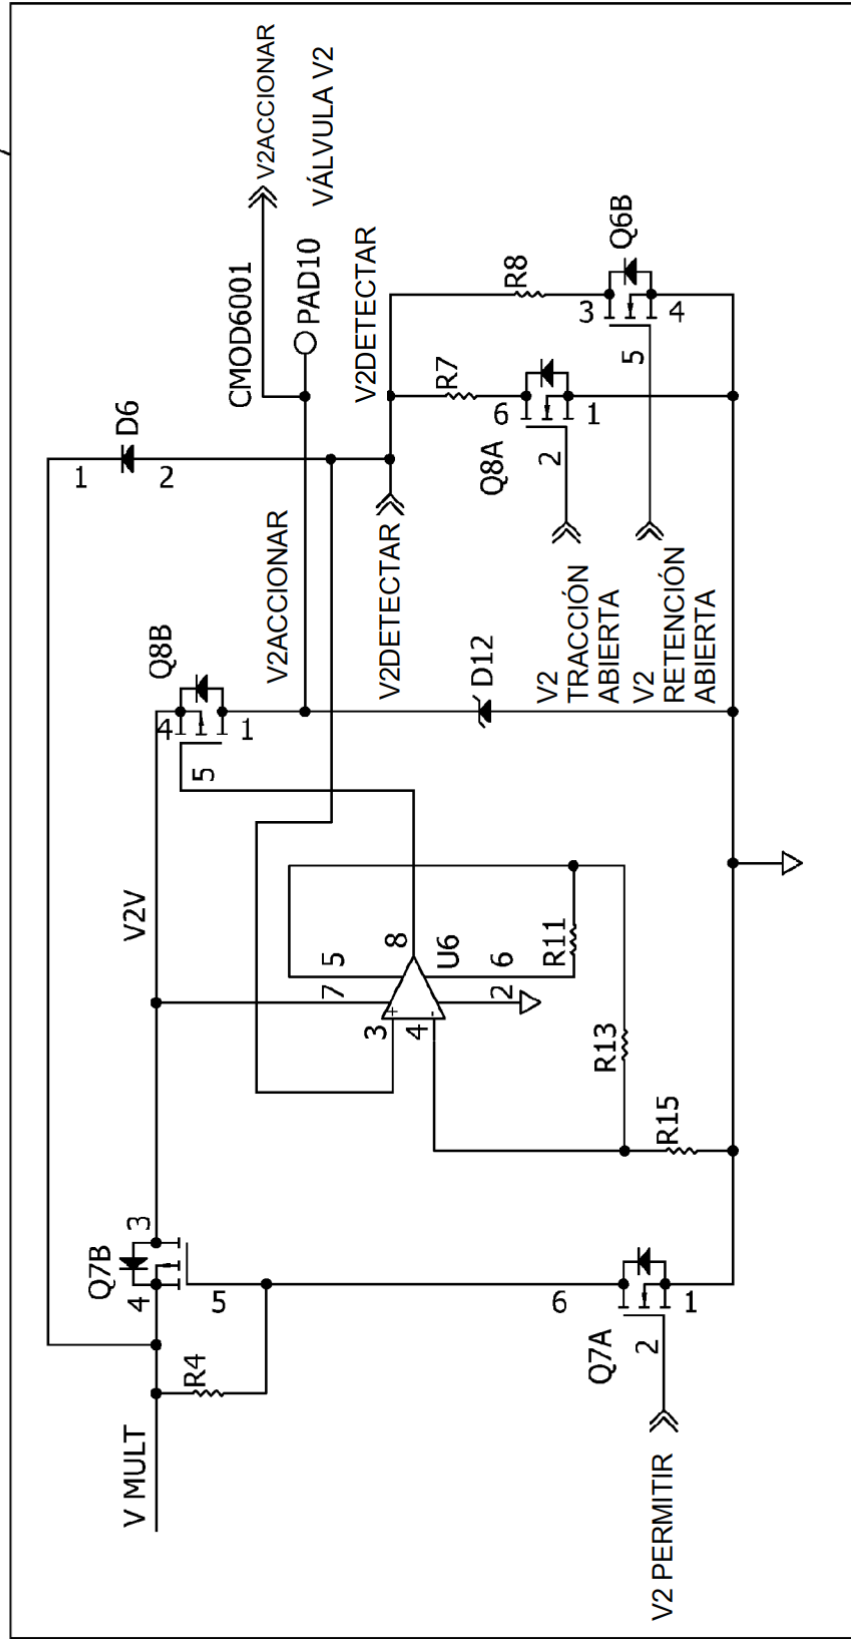 V MULT
R4
Q7B
4
3
5
V2V
Q8B
4
5
1
1
D6
2
CMOD6001
V2ACCIONAR
PAD10
VÁLVULA V2
V2ACCIONAR
V2DETECTAR
V2DETECTAR
3
+
4
-
7
5
8
U6
6
2
R11
R13
R15
D12
V2 PERMITIR
Q7A
6
2
1
V2
TRACCIÓN
ABIERTA
V2
RETENCIÓN
ABIERTA
R7
Q8A
6
2
1
R8
Q6B
3
5
4